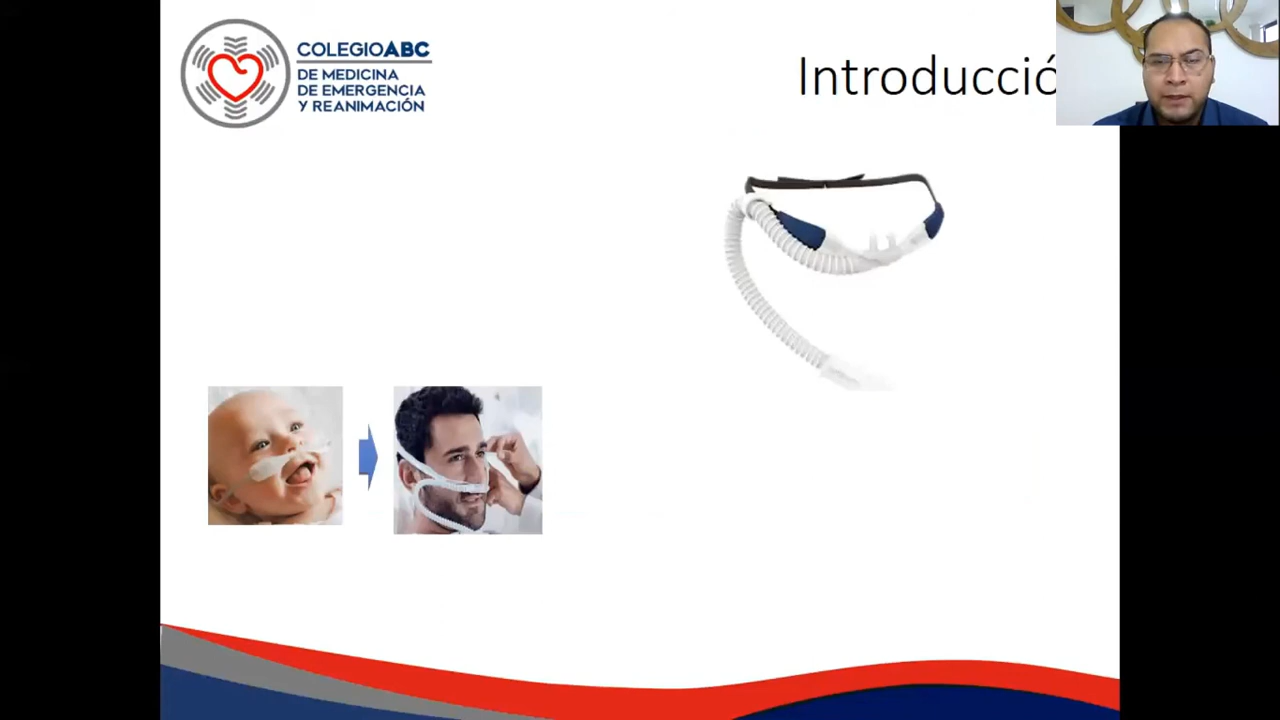 COLEGIOABC
DE MEDICINA
DE EMERGENCIA
Y REANIMACIÓN
Introducció